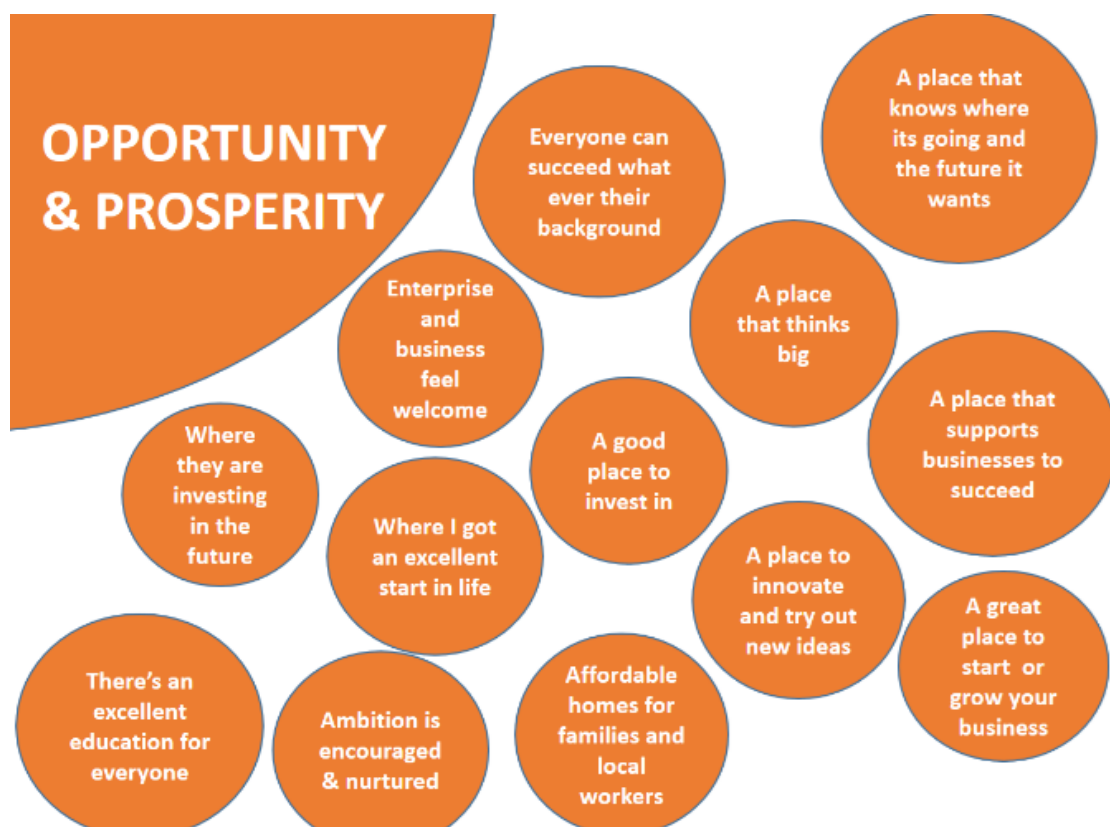 OPPORTUNITY
& PROSPERITY
Everyone can
succeed what
ever their
background
A place that
knows where
its going and
the future it
wants
Enterprise
and
business
feel
welcome
A place
that thinks
big
Where
they are
investing
in the
future
Where I got
an excellent
start in life
A good
place to
invest in
A place that
supports
businesses to
succeed
A place to
innovate
and try out
new ideas
A great
place to
start or
grow your
business
There’s an
excellent
education for
everyone
Ambition is
encouraged
& nurtured
Affordable
homes for
families and
local
workers